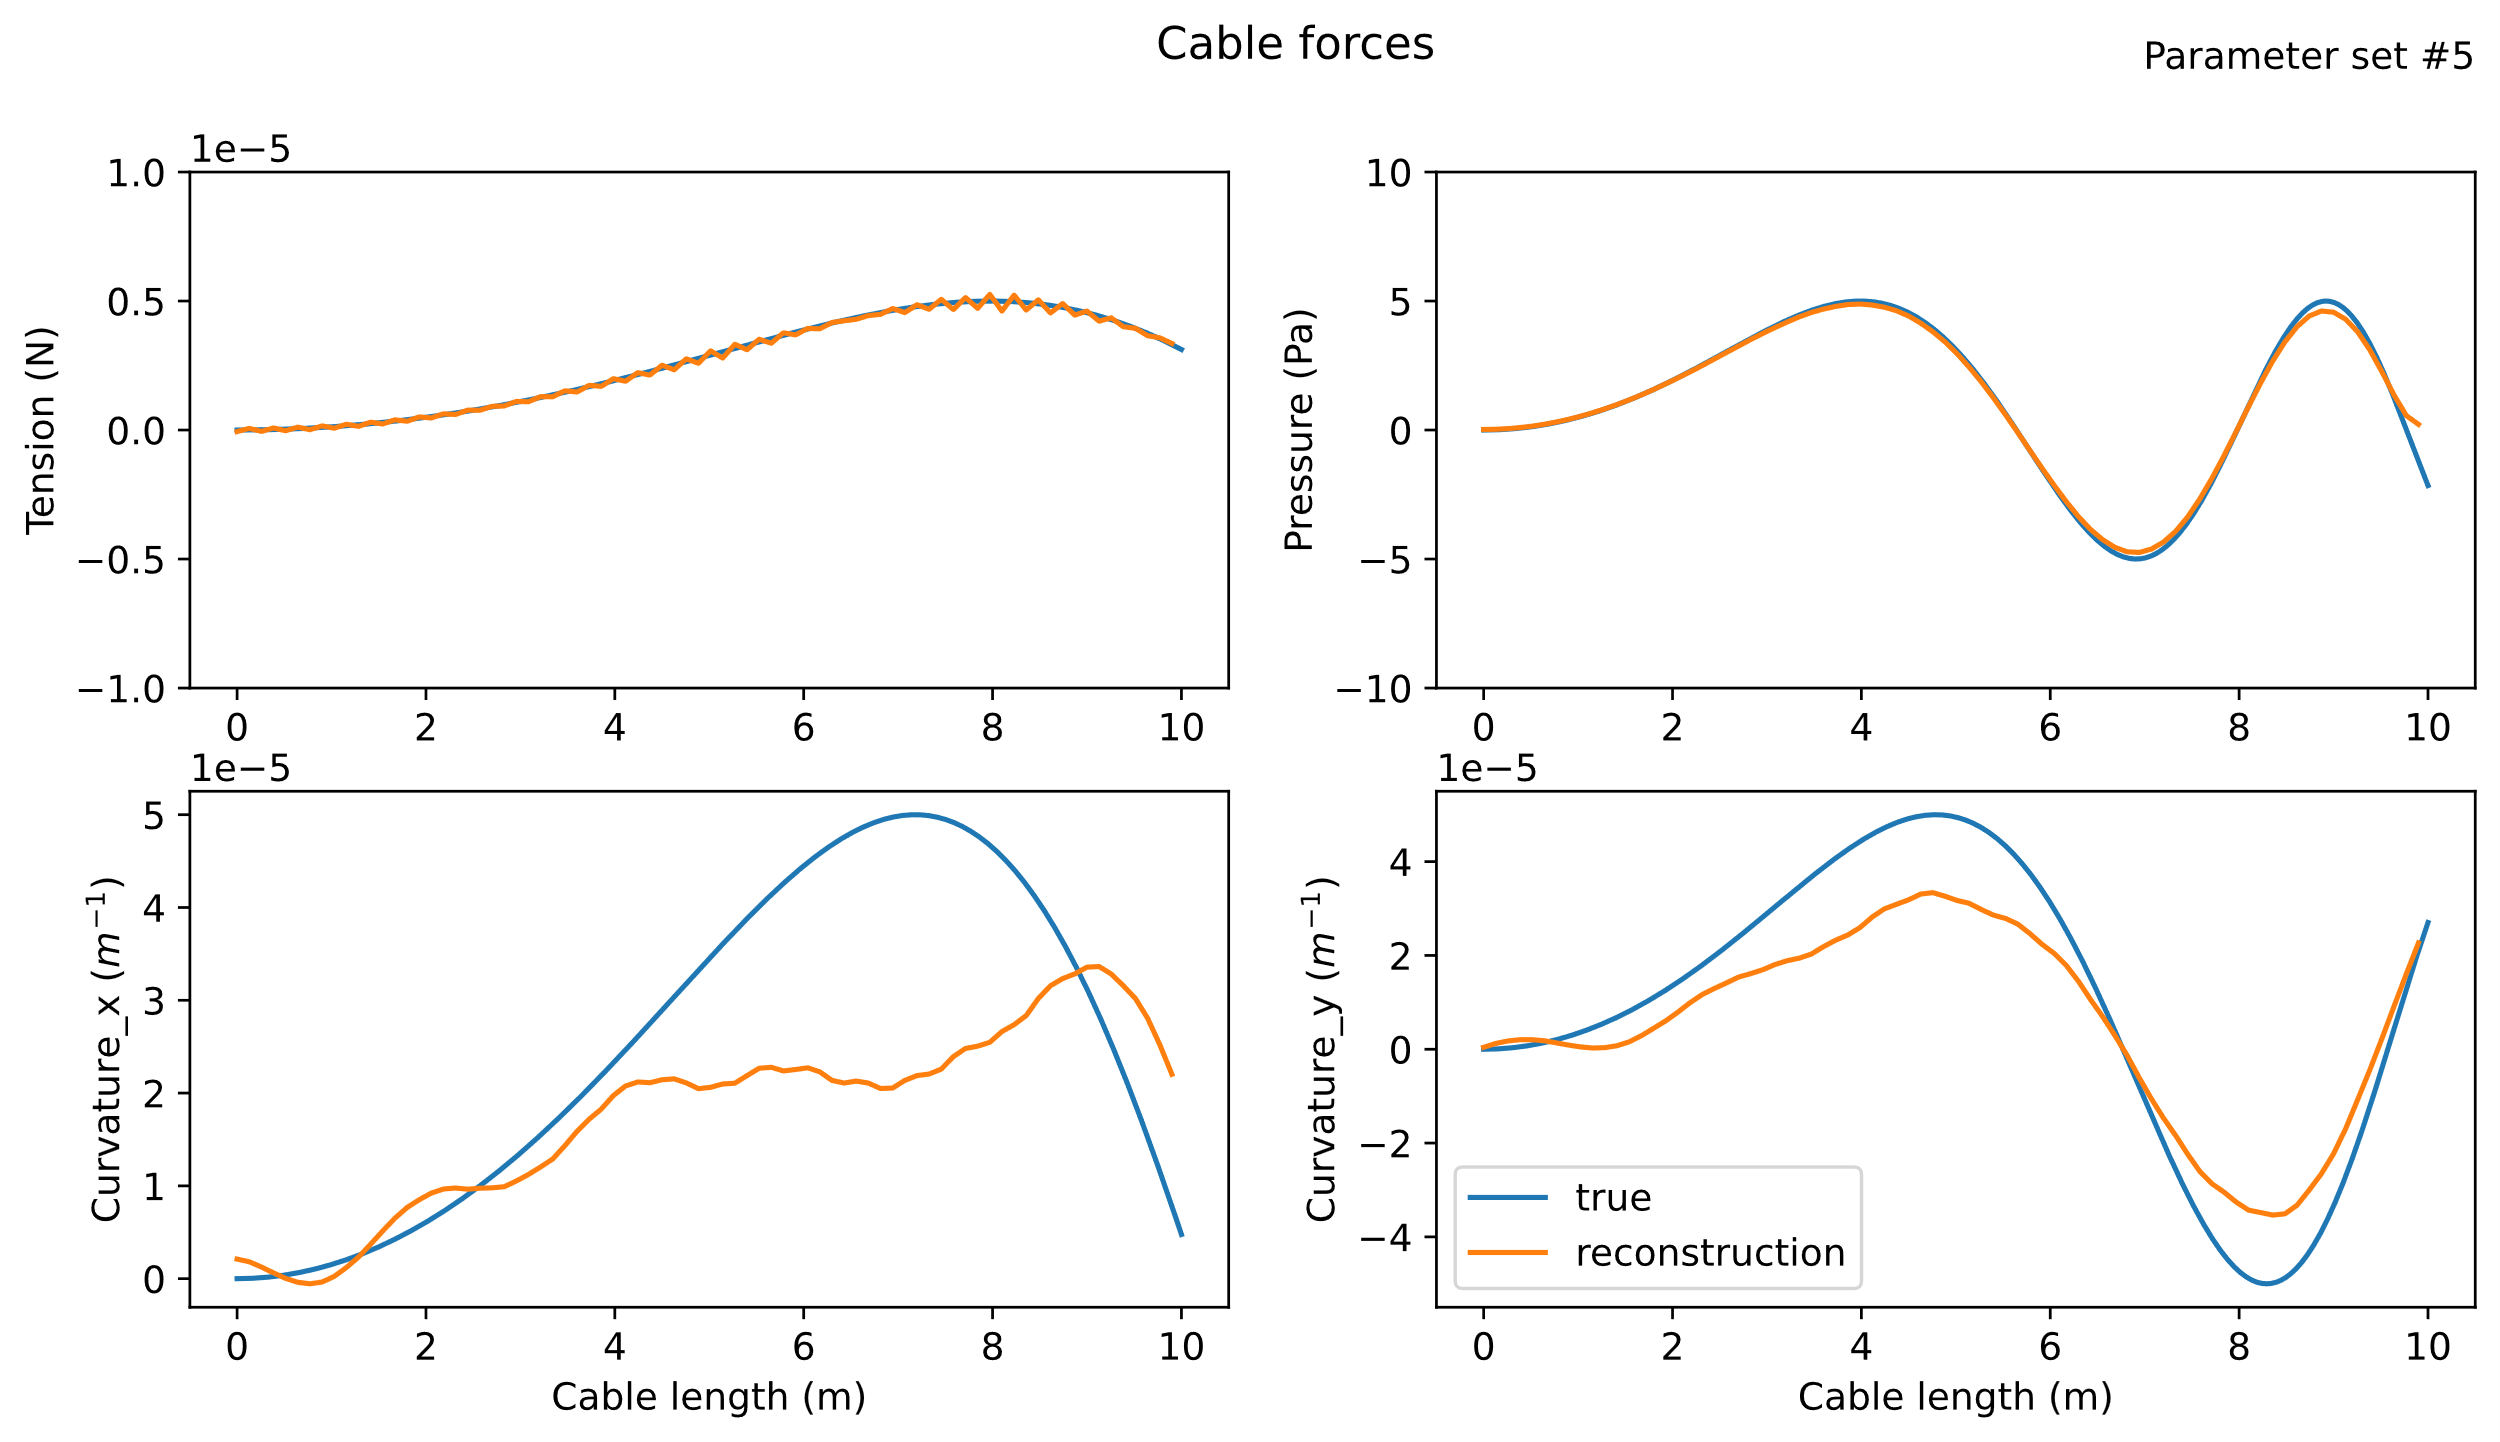 Cable forces
Parameter set #5
1e−5
1.0
0.5
0.0
−0.5
−1.0
Tension (N)
0 2 4 6 8 10
10
5
0
−5
−10
Pressure (Pa)
0 2 4 6 8 10
1e−5
5
4
3
2
1
0
Curvature_x (m⁻¹)
0 2 4 6 8 10
Cable length (m)
1e−5
4
2
0
−2
−4
Curvature_y (m⁻¹)
true
reconstruction
0 2 4 6 8 10
Cable length (m)